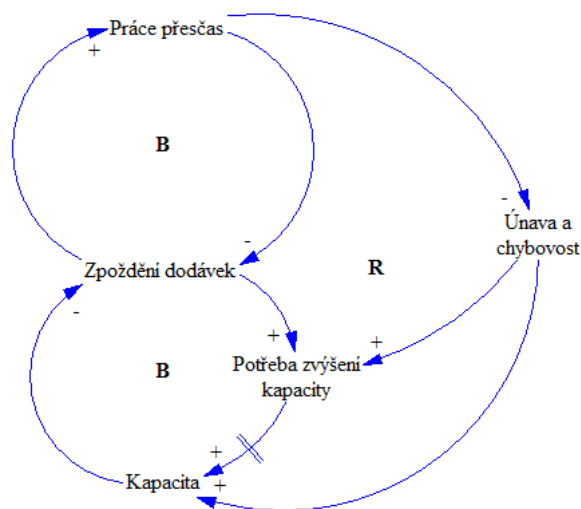 Práce přesčas
+
B
-
Únava a
chybovost
-
Zpoždění dodávek
R
-
+
+
B
Potřeba zvýšení
kapacity
+
Kapacita
+